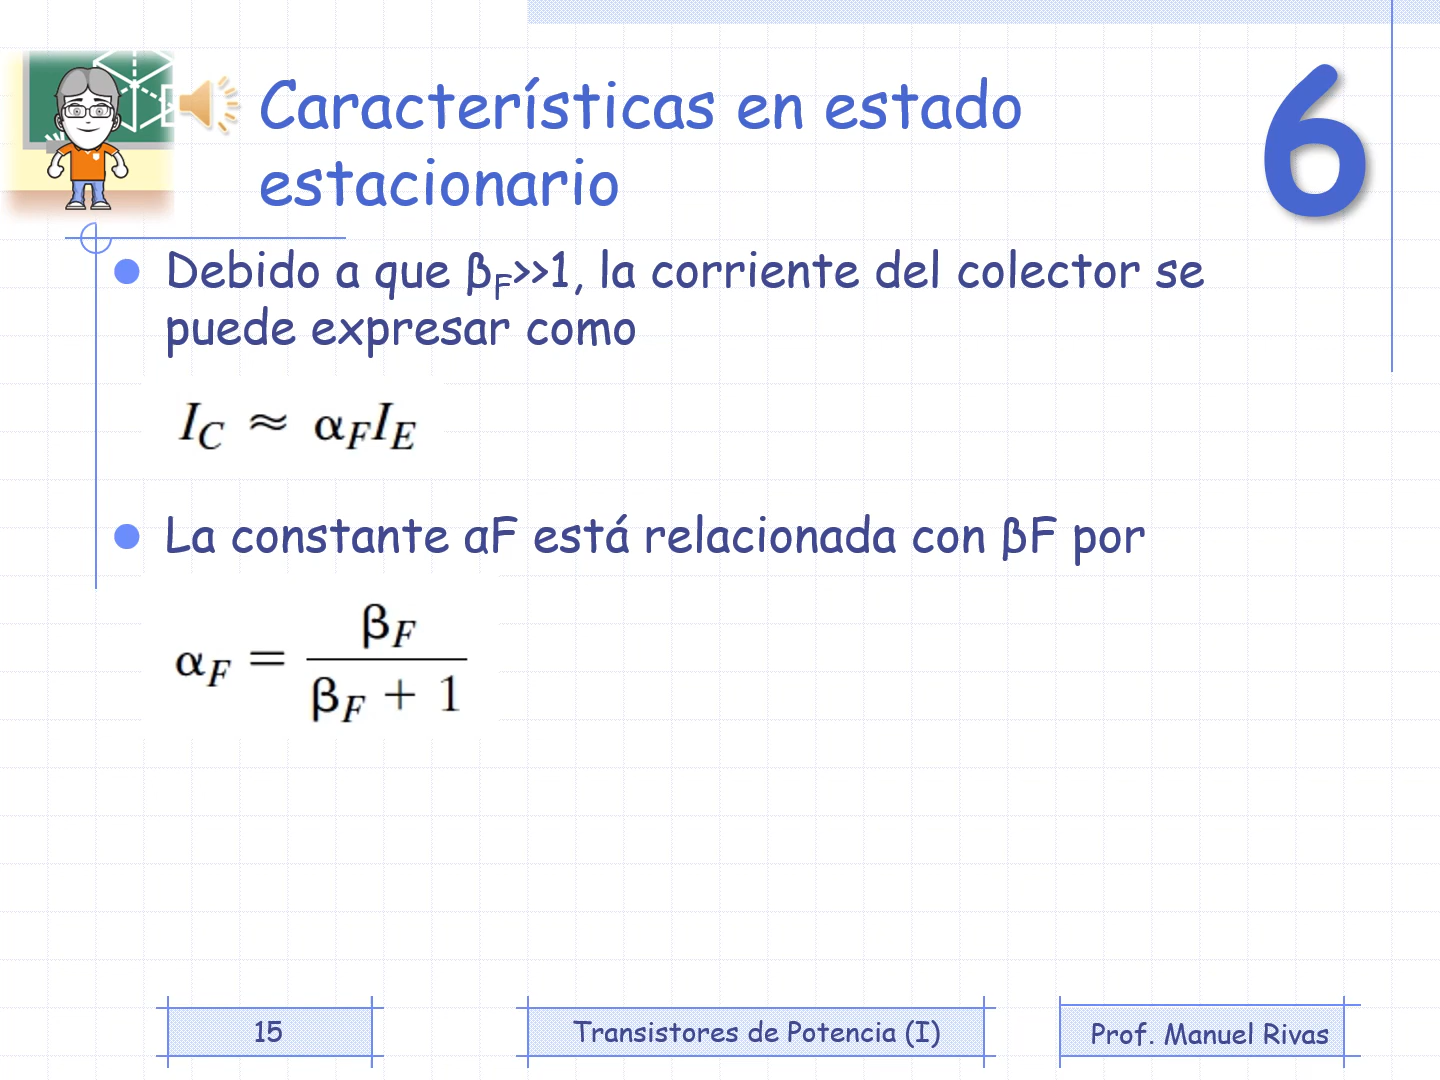 Características en estado
estacionario
6
Debido a que βF>>1, la corriente del colector se
puede expresar como
IC ≈ αFIE
La constante αF está relacionada con βF por
αF = βF / βF + 1
15
Transistores de Potencia (I)
Prof. Manuel Rivas